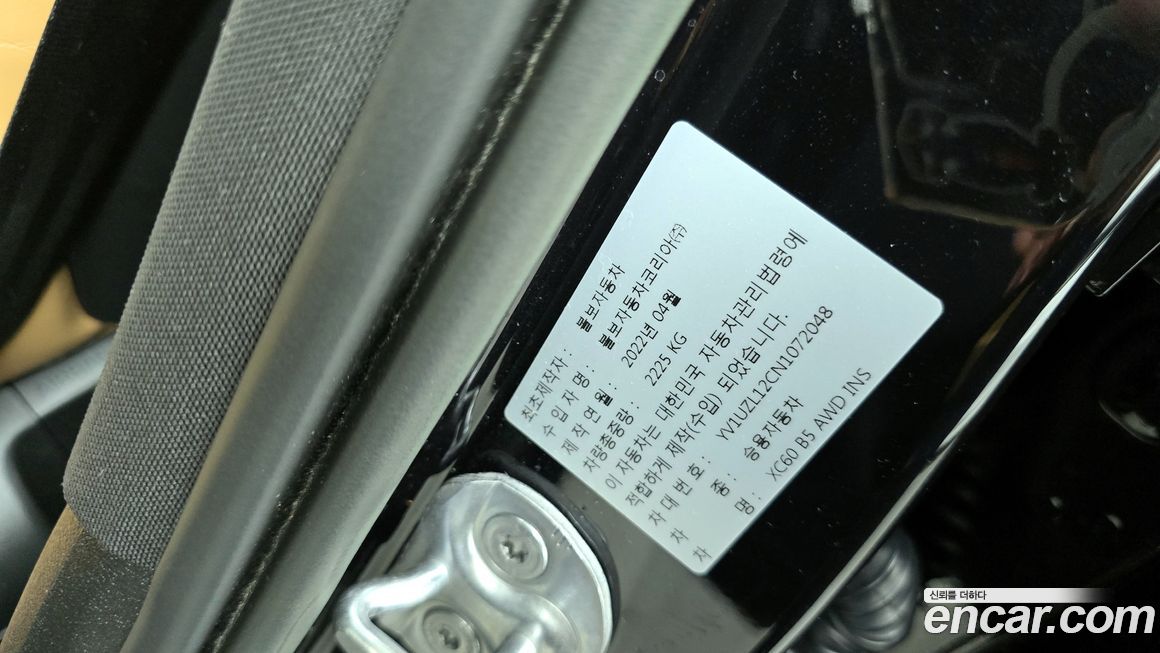 최초제작자 : 볼보자동차
수 입 자 명 : 볼보자동차코리아(주)
제 작 연 월 : 2022년 04월
차량총중량 : 2225 KG
이 자동차는 대한민국 자동차관리법령에
적합하게 제작(수입) 되었습니다.
차 대 번 호 : YV1UZL12CN1072048
차 종 : 승용자동차
차 명 : XC60 B5 AWD INS
신뢰를 더하다
encar.com